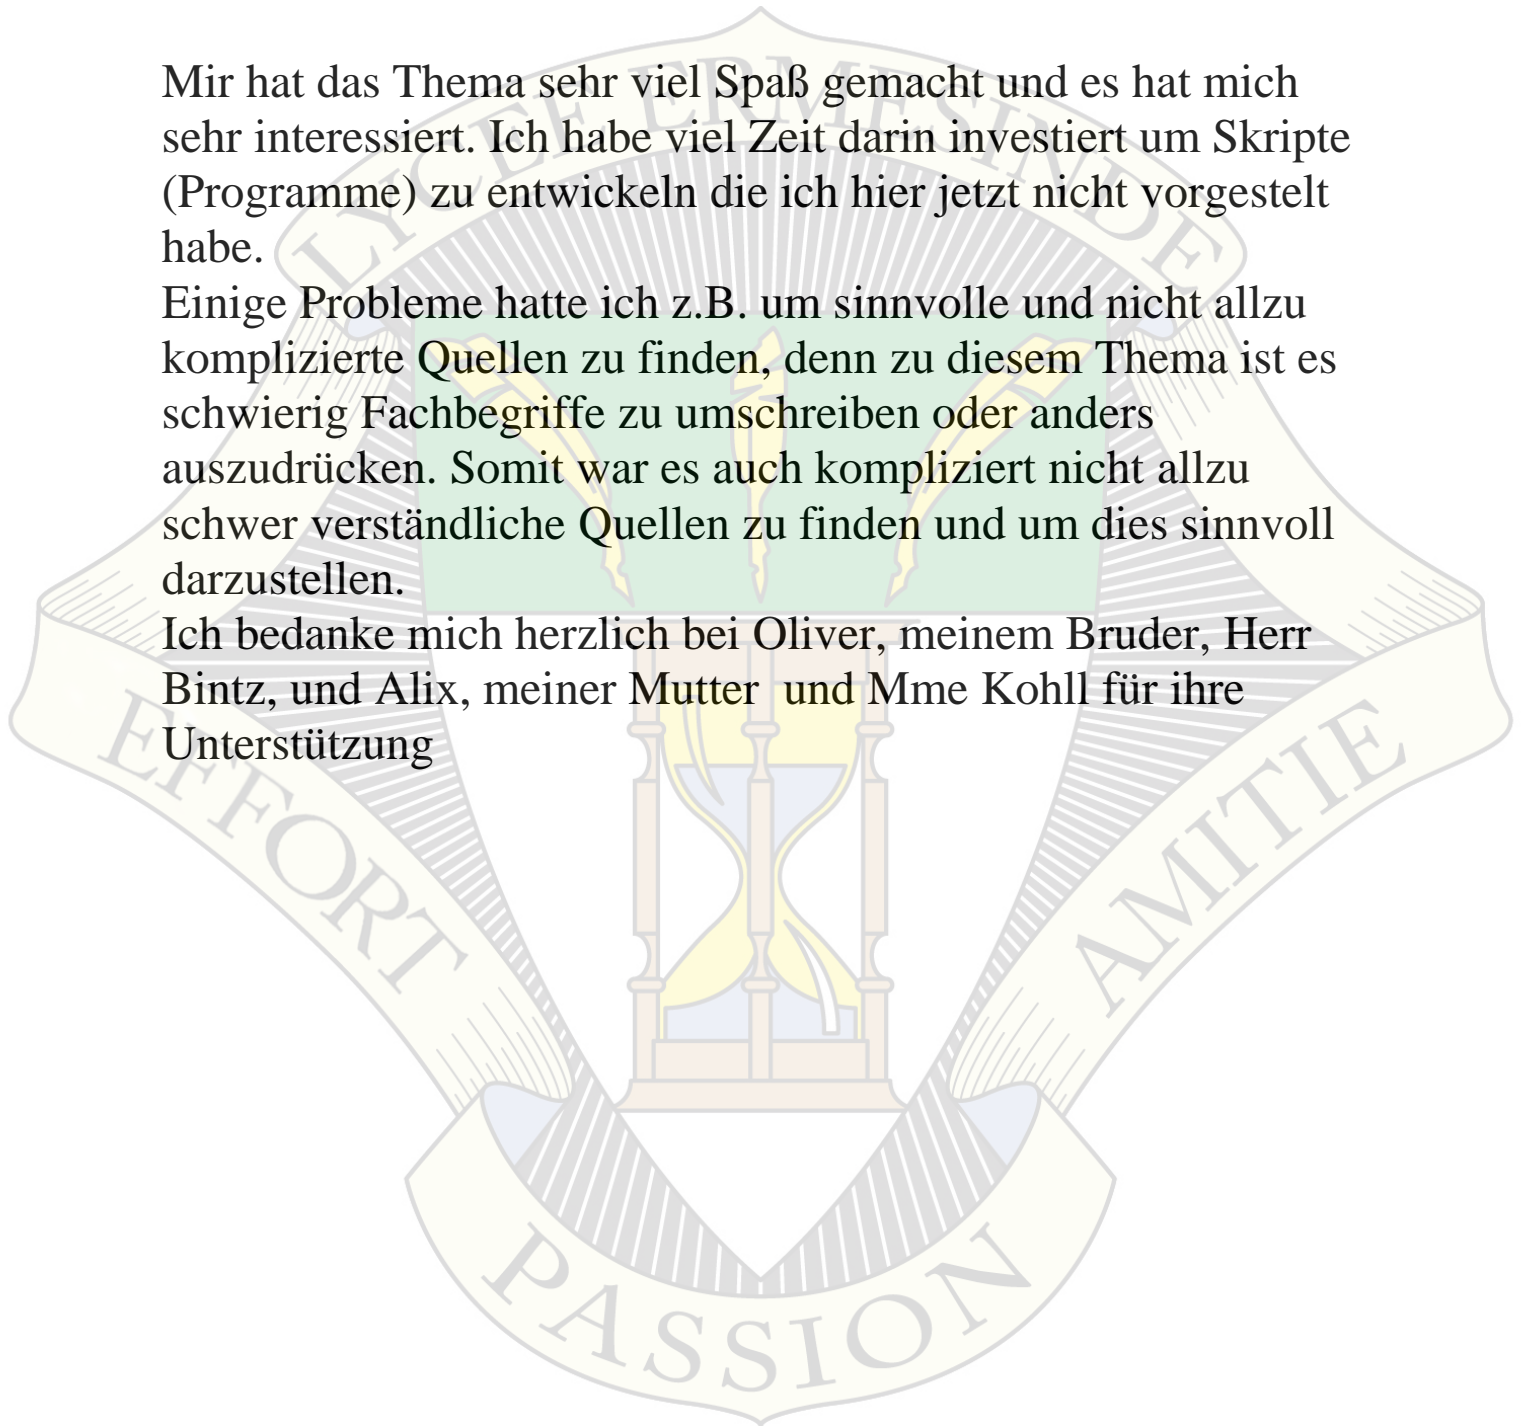 Mir hat das Thema sehr viel Spaß gemacht und es hat mich
sehr interessiert. Ich habe viel Zeit darin investiert um Skripte
(Programme) zu entwickeln die ich hier jetzt nicht vorgestelt
habe.
Einige Probleme hatte ich z.B. um sinnvolle und nicht allzu
komplizierte Quellen zu finden, denn zu diesem Thema ist es
schwierig Fachbegriffe zu umschreiben oder anders
auszudrücken. Somit war es auch kompliziert nicht allzu
schwer verständliche Quellen zu finden und um dies sinnvoll
darzustellen.
Ich bedanke mich herzlich bei Oliver, meinem Bruder, Herr
Bintz, und Alix, meiner Mutter  und Mme Kohll für ihre
Unterstützung
LYCEE ERMESINDE
EFFORT
AMITIE
PASSION